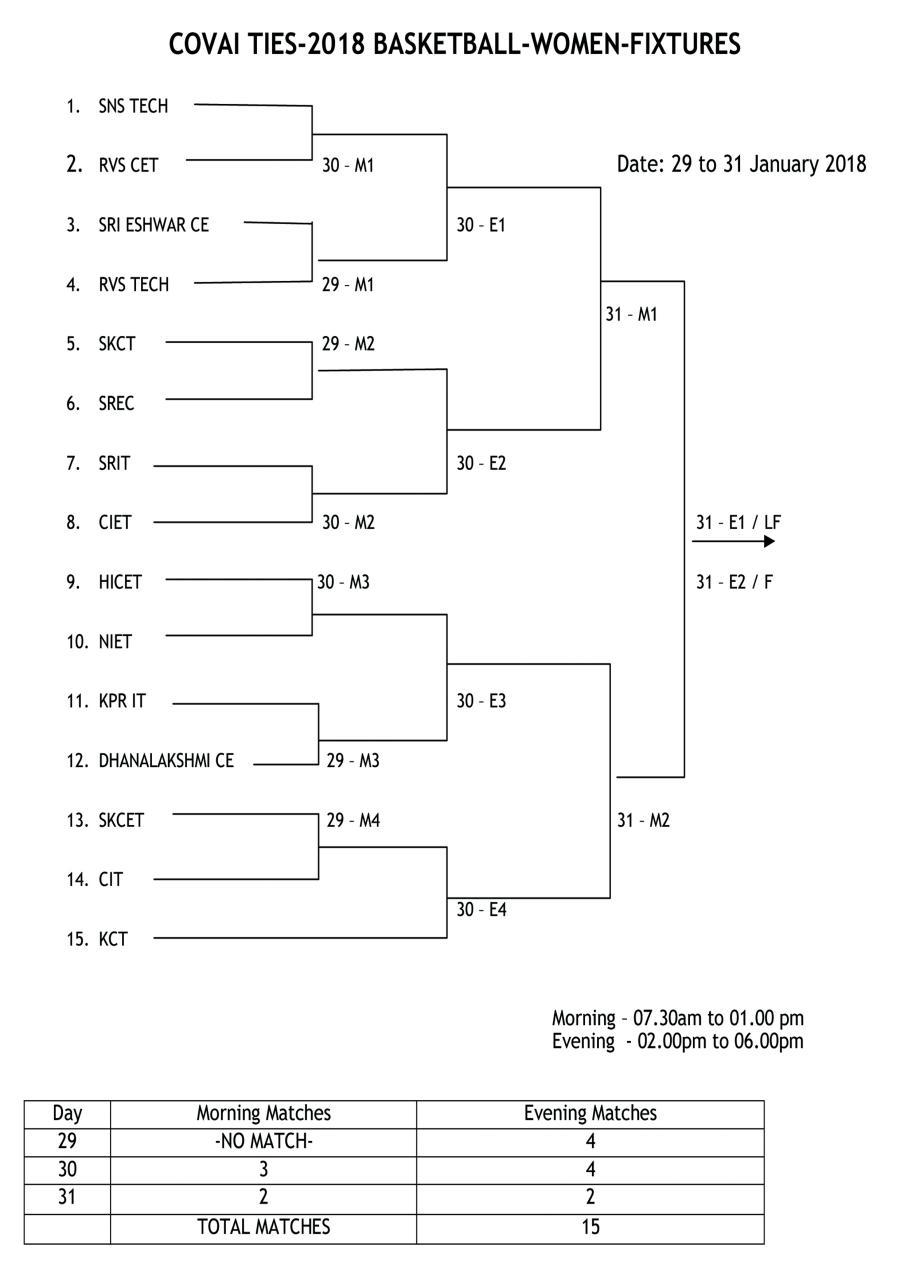 COVAI TIES-2018 BASKETBALL-WOMEN-FIXTURES
1. SNS TECH
2. RVS CET
30 – M1
Date: 29 to 31 January 2018
3. SRI ESHWAR CE
30 – E1
4. RVS TECH
29 – M1
31 – M1
5. SKCT
29 – M2
6. SREC
7. SRIT
30 – E2
8. CIET
30 – M2
31 – E1 / LF
9. HICET
30 – M3
31 – E2 / F
10. NIET
11. KPR IT
30 – E3
12. DHANALAKSHMI CE
29 – M3
13. SKCET
29 – M4
31 – M2
14. CIT
30 – E4
15. KCT
Morning – 07.30am to 01.00 pm
Evening - 02.00pm to 06.00pm
Day Morning Matches Evening Matches
29 -NO MATCH- 4
30 3 4
31 2 2
TOTAL MATCHES 15